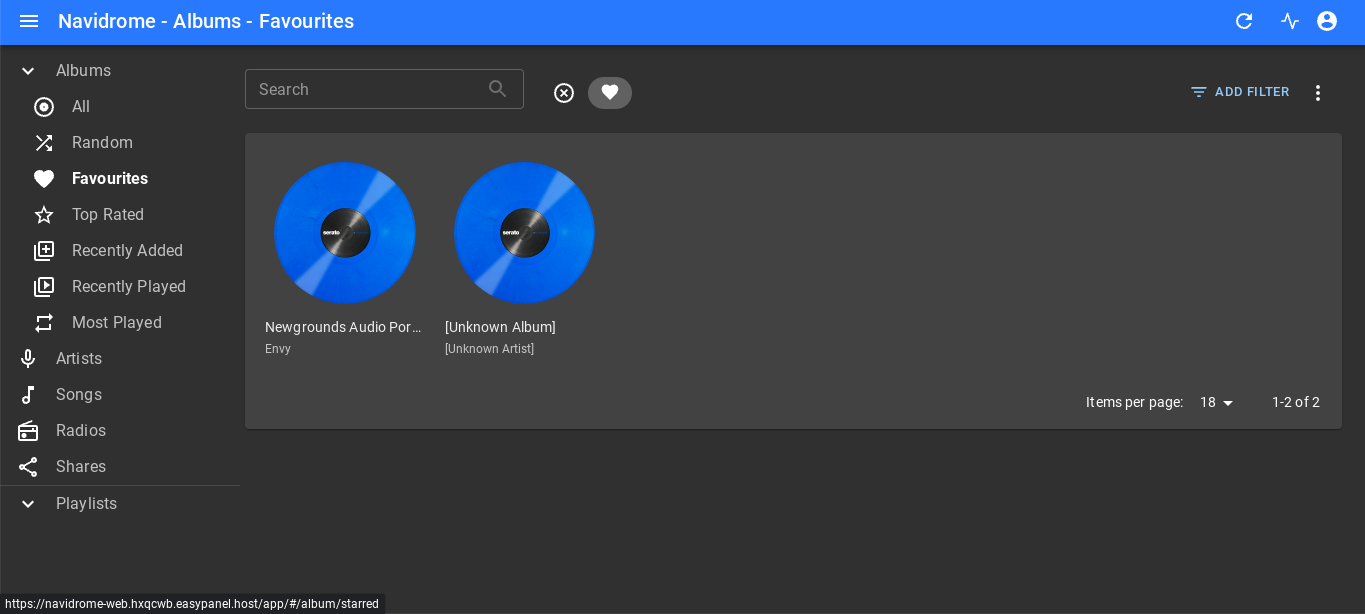 Navidrome - Albums - Favourites
Albums
All
Random
Favourites
Top Rated
Recently Added
Recently Played
Most Played
Artists
Songs
Radios
Shares
Playlists
Search
ADD FILTER
serato
serato
Newgrounds Audio Por...
Envy
[Unknown Album]
[Unknown Artist]
Items per page: 18 1-2 of 2
https://navidrome-web.hxqcwb.easypanel.host/app/#/album/starred